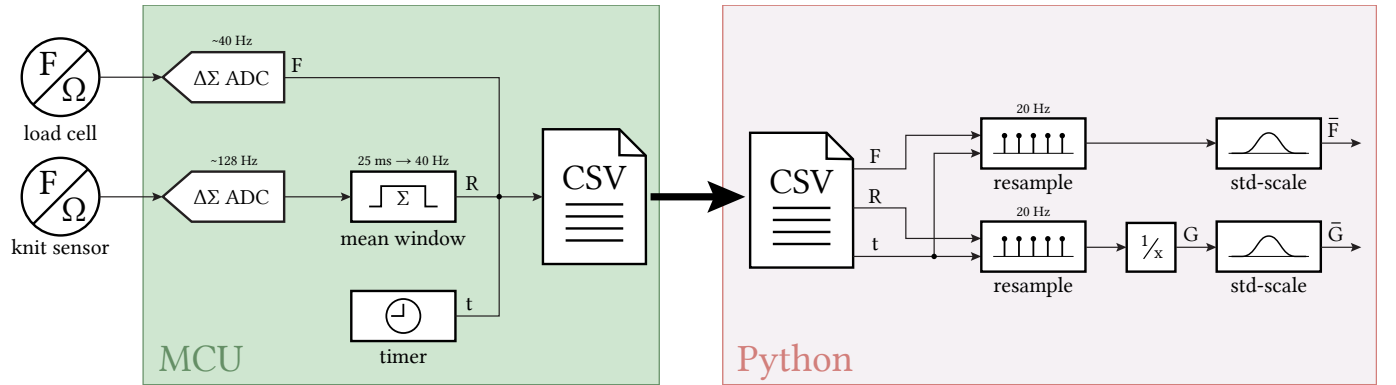 F
Ω
load cell
~40 Hz
ΔΣ ADC
F
F
Ω
knit sensor
~128 Hz
ΔΣ ADC
25 ms → 40 Hz
Σ
mean window
R
t
timer
CSV
MCU
CSV
F
R
t
20 Hz
resample
std-scale
F̄
20 Hz
resample
1/x
G
std-scale
Ḡ
Python